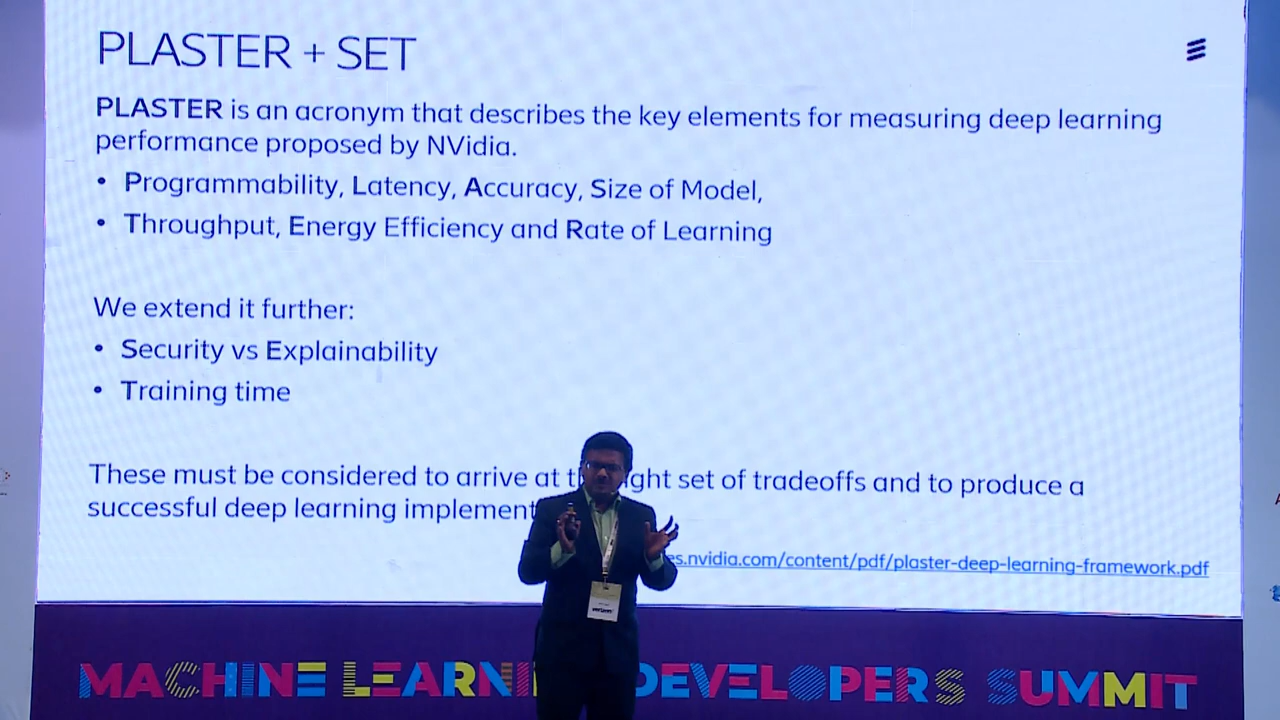 PLASTER + SET
PLASTER is an acronym that describes the key elements for measuring deep learning
performance proposed by NVidia.
• Programmability, Latency, Accuracy, Size of Model,
• Throughput, Energy Efficiency and Rate of Learning
We extend it further:
• Security vs Explainability
• Training time
These must be considered to arrive at ght set of tradeoffs and to produce a
successful deep learning implement
es.nvidia.com/content/pdf/plaster-deep-learning-framework.pdf
verizon
MACHINE LEARNIN DEVELOPERS SUMMIT